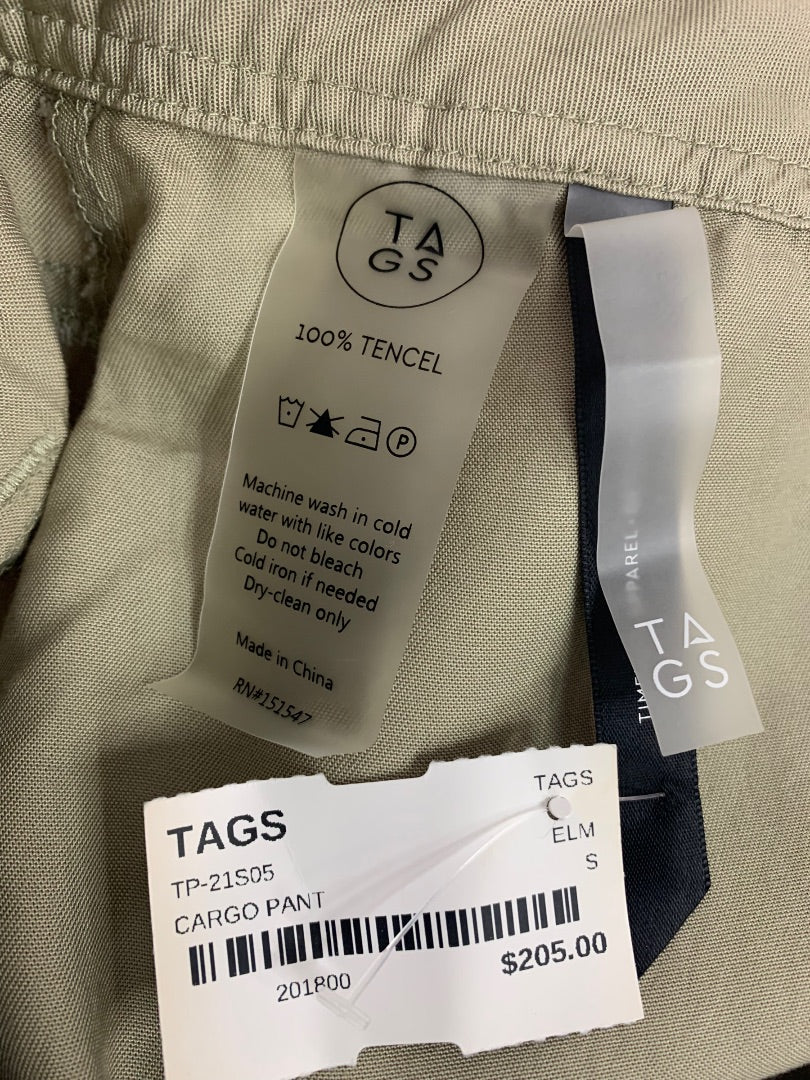 TA
GS
100% TENCEL
P
Machine wash in cold
water with like colors
Do not bleach
Cold iron if needed
Dry-clean only
Made in China
RN#151547
PAREL
TA
GS
TAGS
TAGS
TP-21S05
ELM
CARGO PANT
S
201800
$205.00